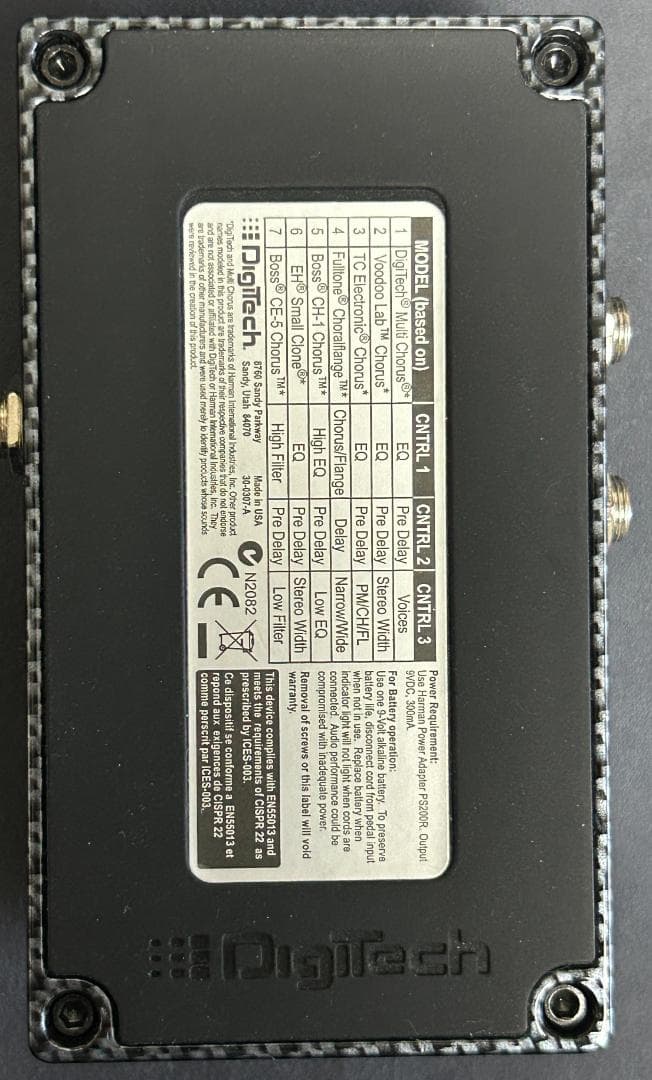 MODEL (based on) CNTRL 1 CNTRL 2 CNTRL 3
1 DigiTech® Multi Chorus®* EQ Pre Delay Voices
2 Voodoo Lab™ Chorus* EQ Pre Delay Stereo Width
3 TC Electronic® Chorus* EQ Pre Delay PM/CH/FL
4 Fulltone® Choralflange™* Chorus/Flange Delay Narrow/Wide
5 Boss® CH-1 Chorus™* High EQ Pre Delay Low EQ
6 EH® Small Clone®* EQ Pre Delay Stereo Width
7 Boss® CE-5 Chorus™* High Filter Pre Delay Low Filter
DigiTech.
8760 Sandy Parkway
Sandy, Utah 84070
Made in USA
30-0307-A
N2082
CE
*DigiTech and Multi Chorus are trademarks of Harman International Industries, Inc. Other product
names modeled in this product are trademarks of their respective companies that do not endorse
and are not associated or affiliated with DigiTech or Harman International Industries, Inc. They
are trademarks of other manufacturers and were used merely to identify products whose sounds
were reviewed in the creation of this product.
Power Requirement:
Use Harman Power Adapter PS200R. Output
9VDC, 300mA.
For Battery operation:
Use one 9-Volt alkaline battery. To preserve
battery life, disconnect cord from pedal input
when not in use. Replace battery when
indicator light will not light when cords are
connected. Audio performance could be
compromised with inadequate power.
Removal of screws or this label will void
warranty.
This device complies with EN55013 and
meets the requirements of CISPR 22 as
prescribed by ICES-003.
Ce dispositif se conforme a EN55013 et
repond aux exigences de CISPR 22
comme perscrit par ICES-003.
DigiTech